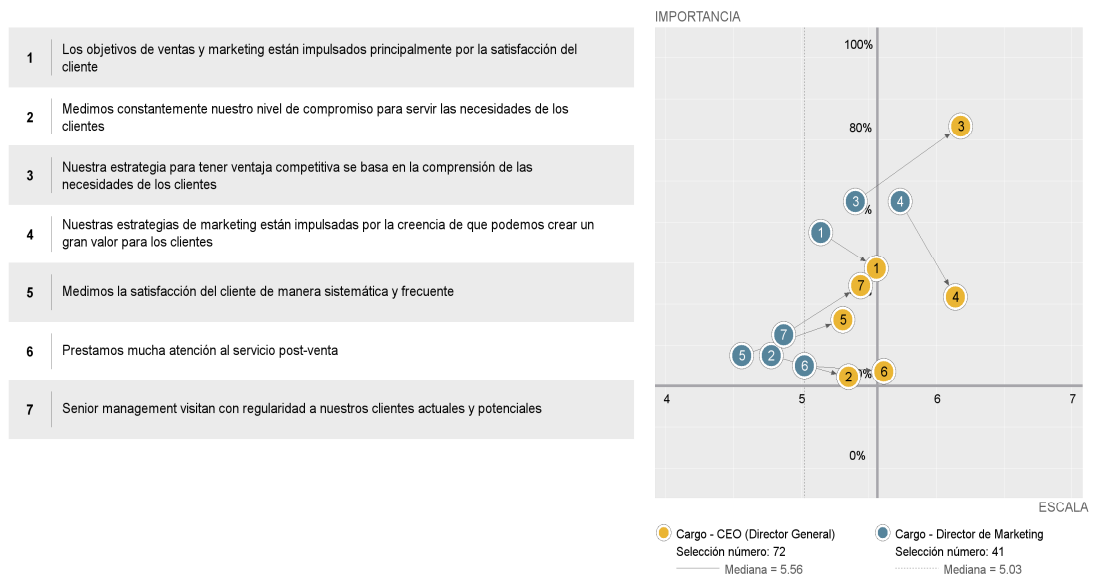 IMPORTANCIA
1
Los objetivos de ventas y marketing están impulsados principalmente por la satisfacción del
cliente
2
Medimos constantemente nuestro nivel de compromiso para servir las necesidades de los
clientes
3
Nuestra estrategia para tener ventaja competitiva se basa en la comprensión de las
necesidades de los clientes
4
Nuestras estrategias de marketing están impulsadas por la creencia de que podemos crear un
gran valor para los clientes
5
Medimos la satisfacción del cliente de manera sistemática y frecuente
6
Prestamos mucha atención al servicio post-venta
7
Senior management visitan con regularidad a nuestros clientes actuales y potenciales
100%
80%
3
3
%
4
1
1
7
4
5
7
5
2
6
2
0%
6
4
5
6
7
0%
ESCALA
Cargo - CEO (Director General)
Selección número: 72
Mediana = 5.56
Cargo - Director de Marketing
Selección número: 41
Mediana = 5.03